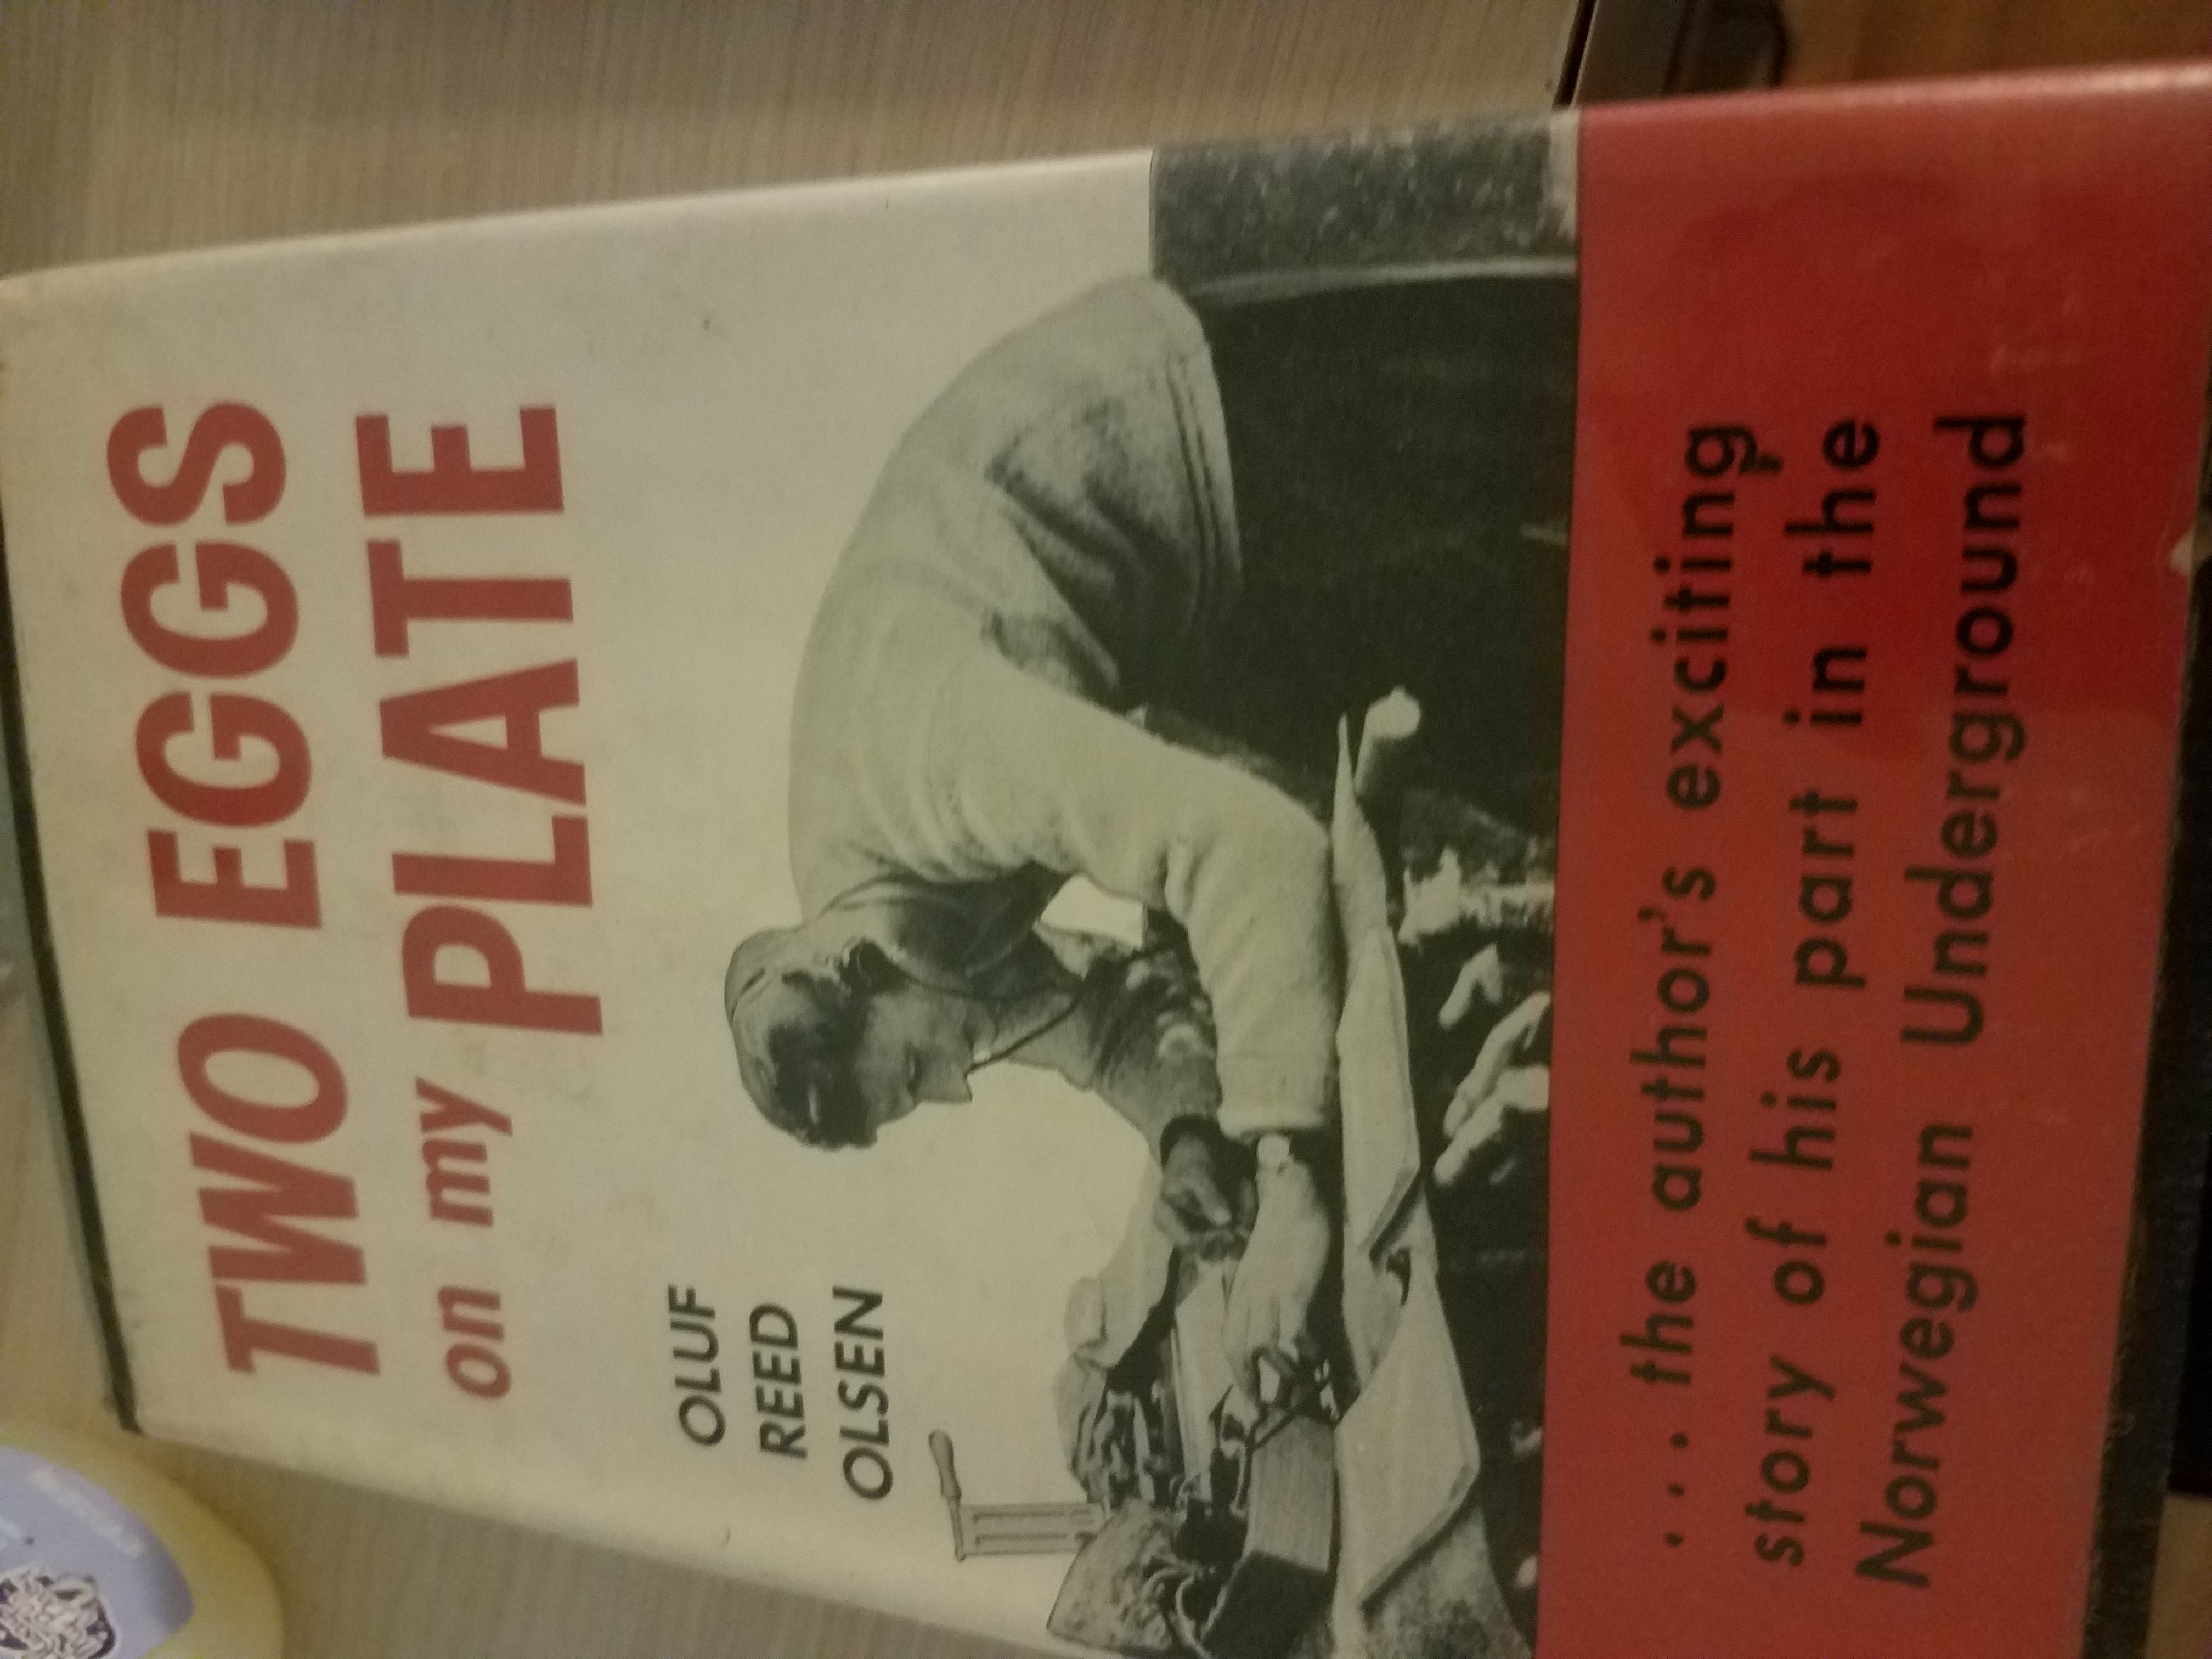 TWO EGGS
on my PLATE
OLUF
REED
OLSEN
... the author's exciting
story of his part in the
Norwegian Underground